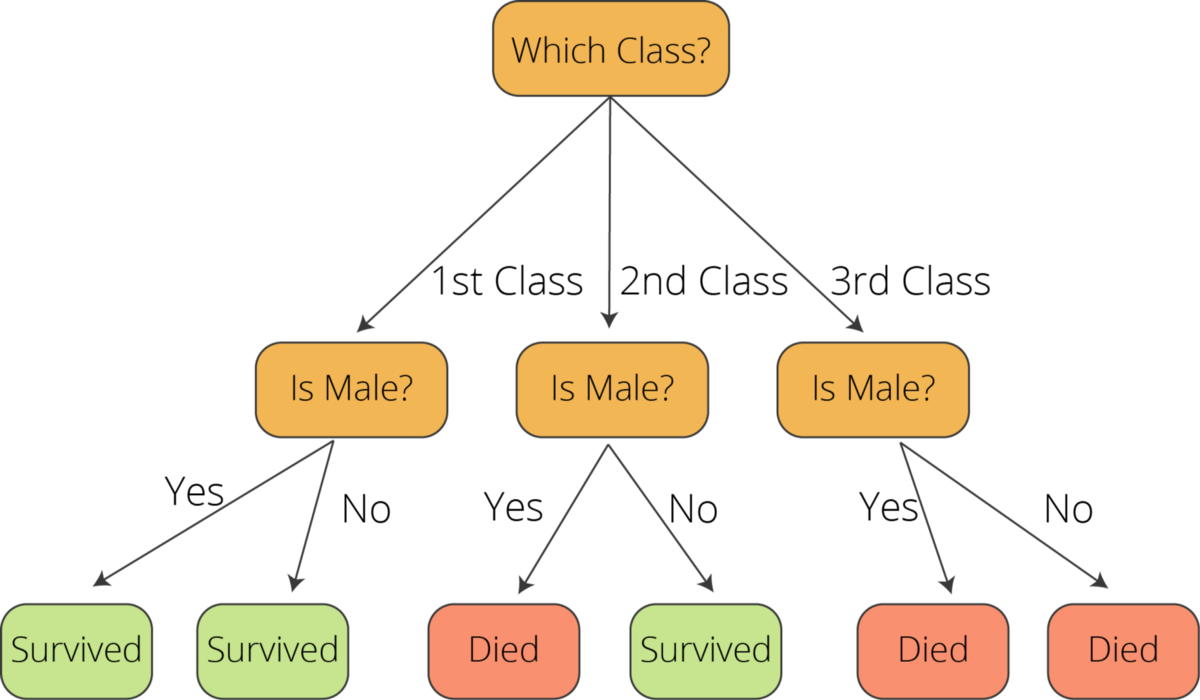 Which Class?
1st Class
2nd Class
3rd Class
Is Male?
Is Male?
Is Male?
Yes
No
Yes
No
Yes
No
Survived
Survived
Died
Survived
Died
Died